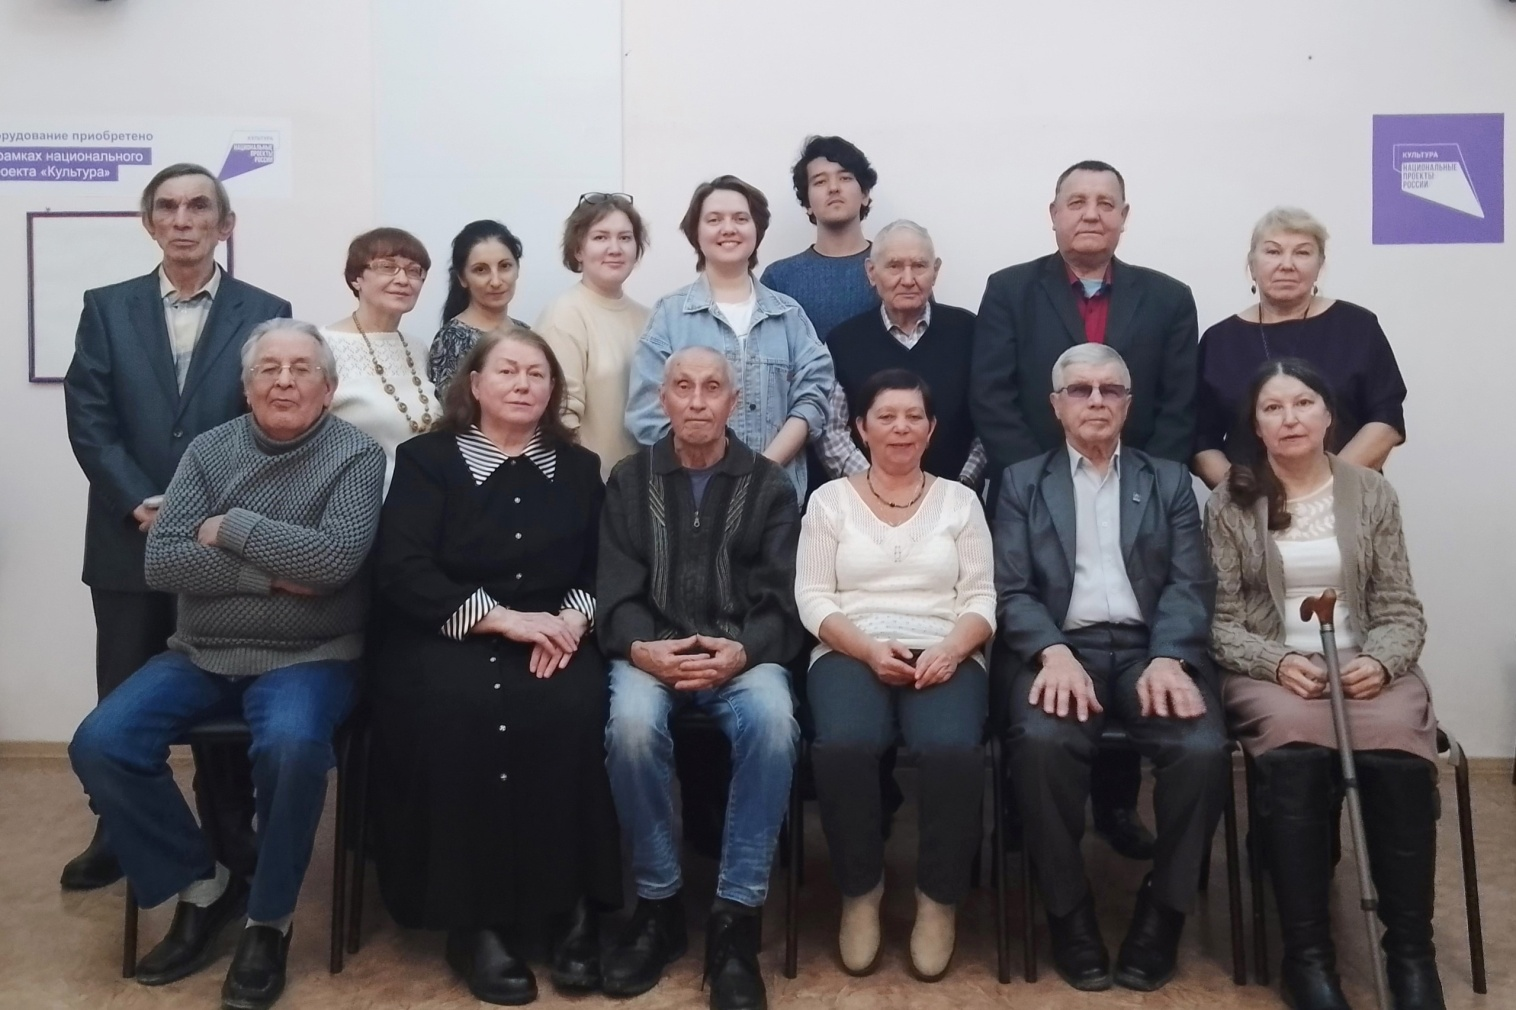 орудование приобретено
рамках национального
оекта «Культура»
КУЛЬТУРА
НАЦИОНАЛЬНЫЕ
ПРОЕКТЫ
РОССИИ
КУЛЬТУРА
НАЦИОНАЛЬНЫЕ
ПРОЕКТЫ
РОССИИ